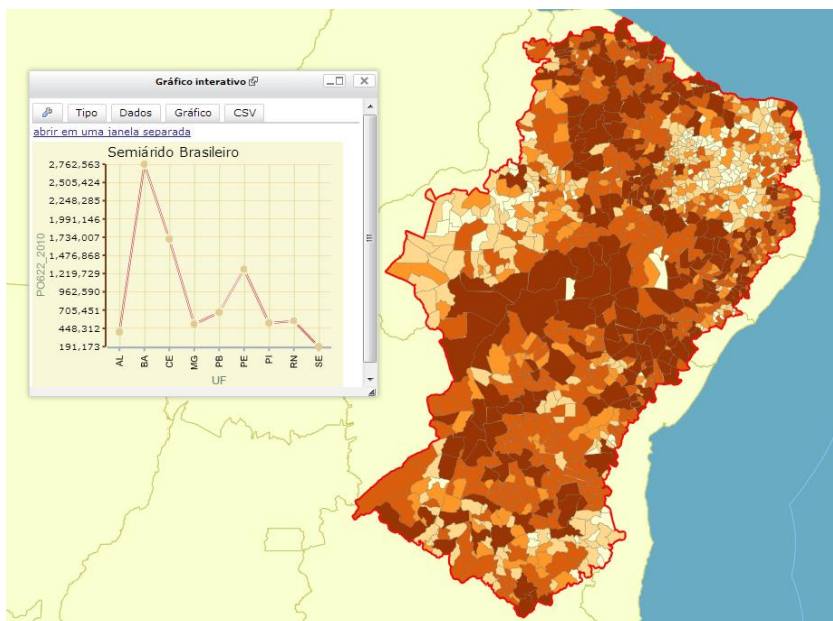 Gráfico interativo
Tipo Dados Gráfico CSV
abrir em uma janela separada
Semiárido Brasileiro
2,762,563
2,505,424
2,248,285
1,991,146
1,734,007
1,476,868
1,219,729
962,590
705,451
448,312
191,173
PO622_2010
AL BA CE MG PB PE PI RN SE
UF